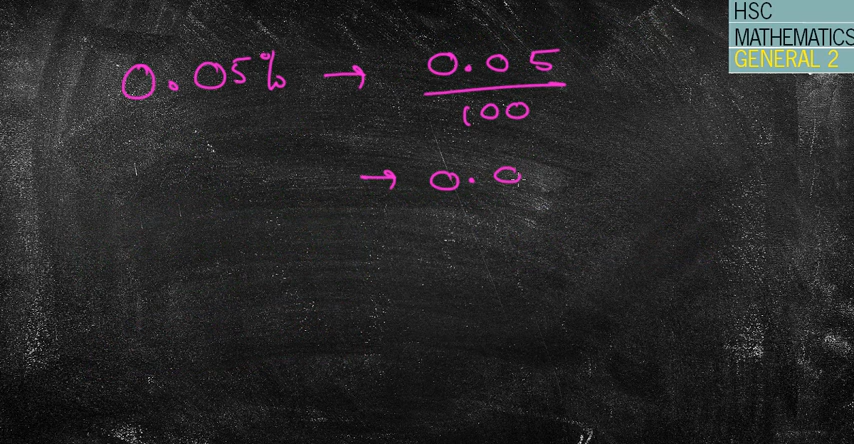 HSC
MATHEMATICS
GENERAL 2
0.05% → 0.05
100
→ 0.0